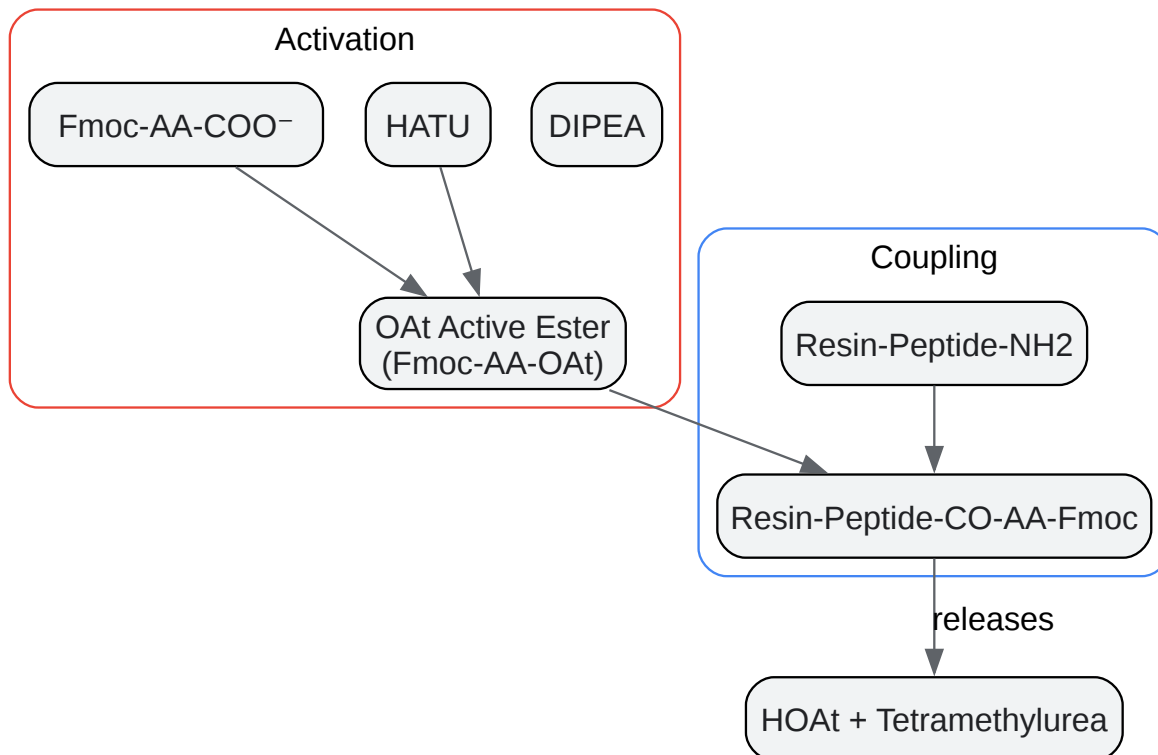 Activation
Fmoc-AA-COO⁻
HATU
DIPEA
OAt Active Ester
(Fmoc-AA-OAt)
Coupling
Resin-Peptide-NH2
Resin-Peptide-CO-AA-Fmoc
releases
HOAt + Tetramethylurea